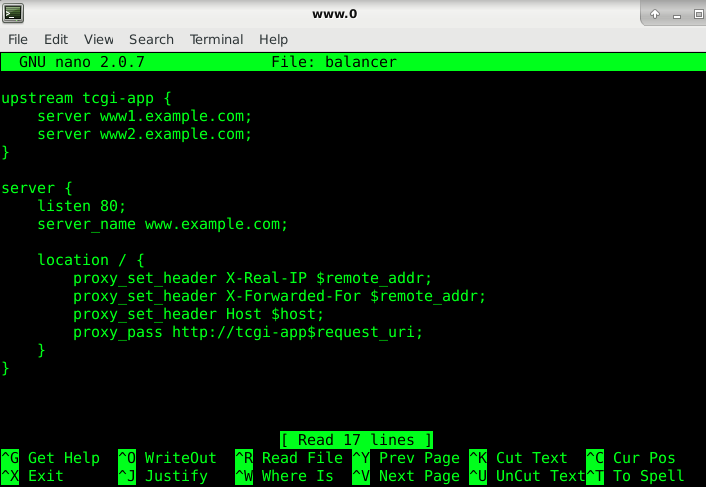 www.0
File Edit View Search Terminal Help
GNU nano 2.0.7 File: balancer
upstream tcgi-app {
    server www1.example.com;
    server www2.example.com;
}
server {
    listen 80;
    server_name www.example.com;
    location / {
        proxy_set_header X-Real-IP $remote_addr;
        proxy_set_header X-Forwarded-For $remote_addr;
        proxy_set_header Host $host;
        proxy_pass http://tcgi-app$request_uri;
    }
}
[ Read 17 lines ]
^G Get Help ^O WriteOut ^R Read File ^Y Prev Page ^K Cut Text ^C Cur Pos
^X Exit ^J Justify ^W Where Is ^V Next Page ^U UnCut Text ^T To Spell